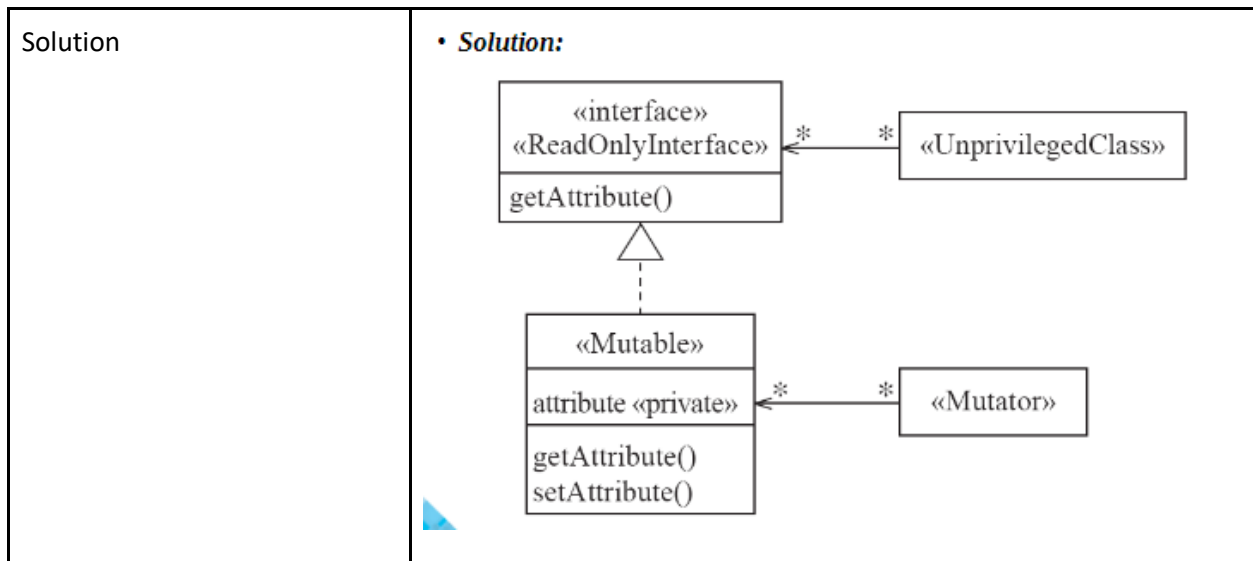 Solution
• Solution:
«interface»
«ReadOnlyInterface»
* *
«UnprivilegedClass»
getAttribute()
«Mutable»
attribute «private»
* *
«Mutator»
getAttribute()
setAttribute()